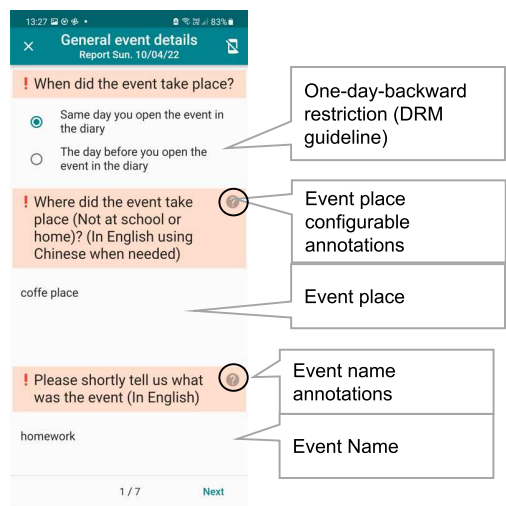 13:27 83%
General event details
Report Sun. 10/04/22
! When did the event take place?
Same day you open the event in
the diary
The day before you open the
event in the diary
! Where did the event take
place (Not at school or
home)? (In English using
Chinese when needed)
?
coffe place
! Please shortly tell us what
was the event (In English)
?
homework
1 / 7 Next
One-day-backward
restriction (DRM
guideline)
Event place
configurable
annotations
Event place
Event name
annotations
Event Name